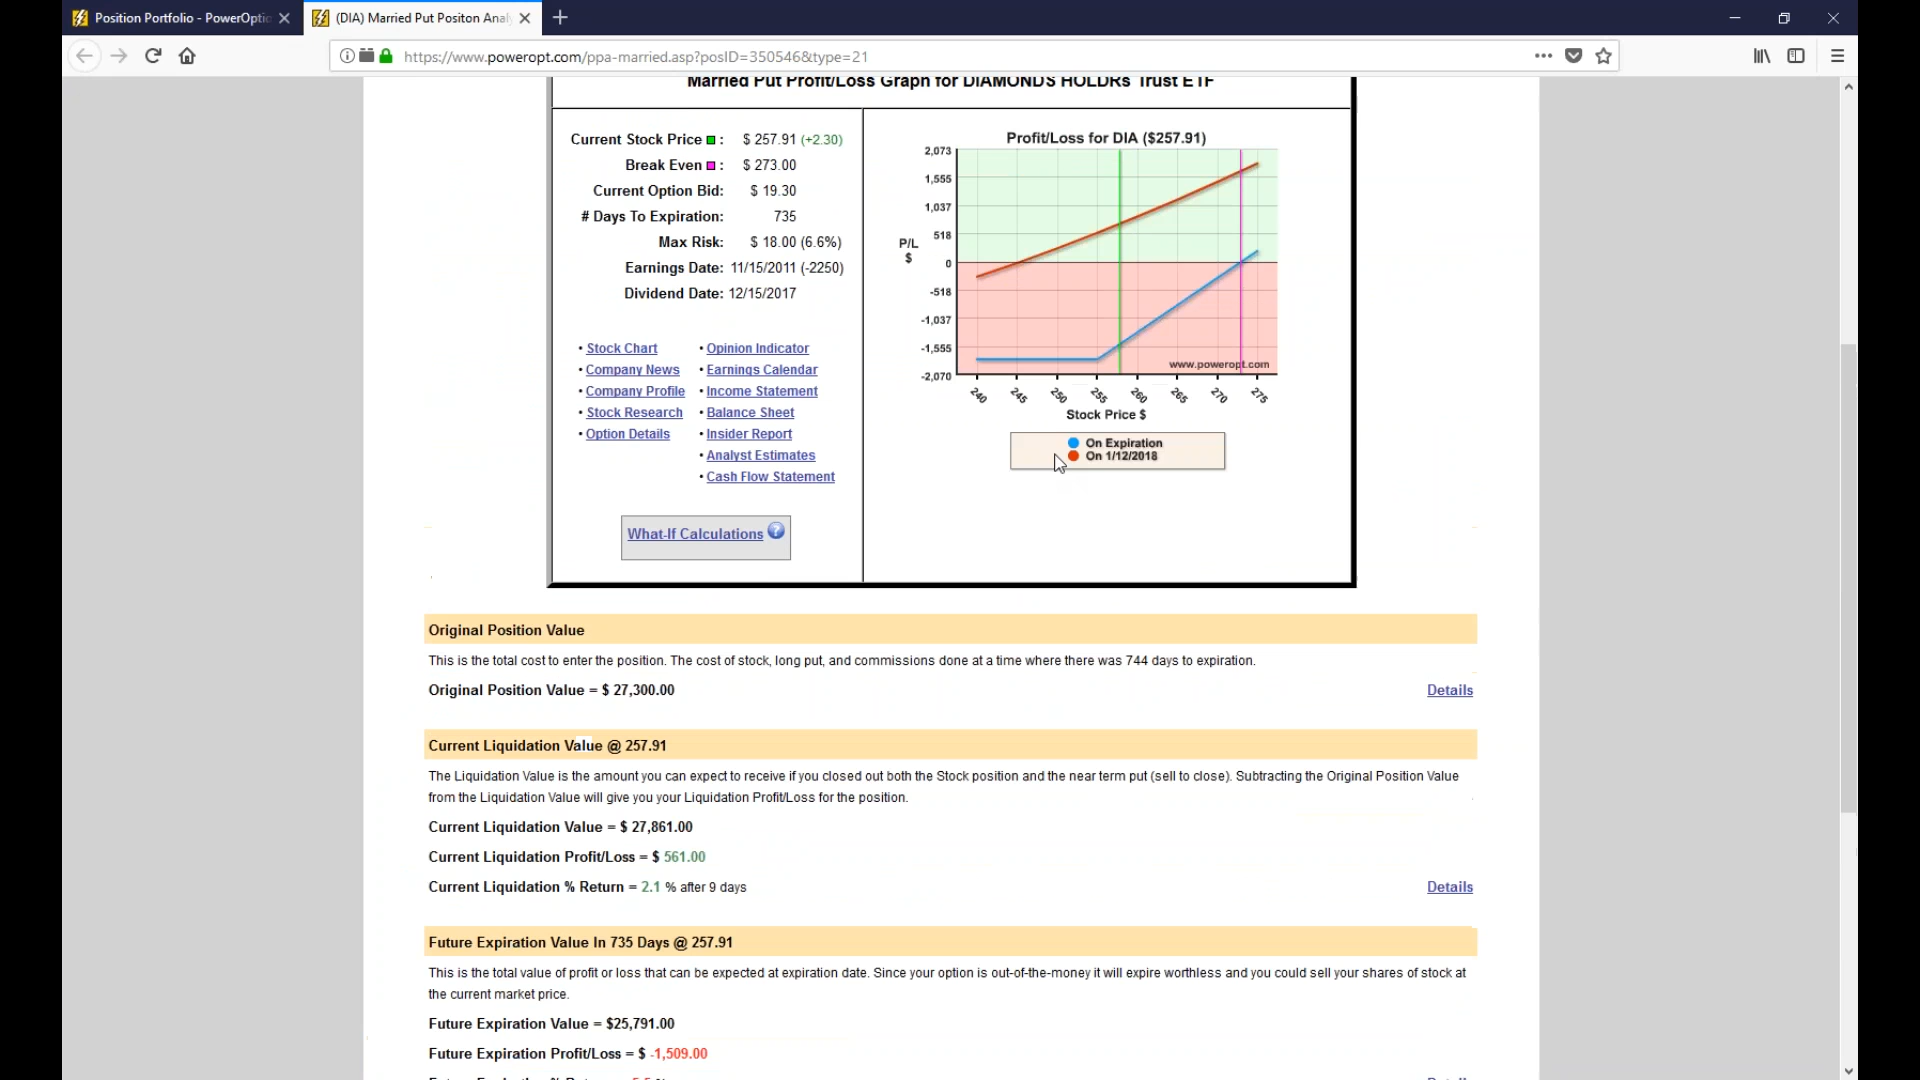 Position Portfolio - PowerOptio
(DIA) Married Put Positon Anal
https://www.poweropt.com/ppa-married.asp?posID=350546&type=21
Married Put Profit/Loss Graph for DIAMONDS HOLDRs Trust ETF
Current Stock Price : $ 257.91 (+2.30)
Break Even : $ 273.00
Current Option Bid: $ 19.30
# Days To Expiration: 735
Max Risk: $ 18.00 (6.6%)
Earnings Date: 11/15/2011 (-2250)
Dividend Date: 12/15/2017
• Stock Chart • Opinion Indicator
• Company News • Earnings Calendar
• Company Profile • Income Statement
• Stock Research • Balance Sheet
• Option Details • Insider Report
• Analyst Estimates
• Cash Flow Statement
What-If Calculations ?
Profit/Loss for DIA ($257.91)
2,073
1,555
1,037
518
0
-518
-1,037
-1,555
-2,070
P/L
$
www.poweropt.com
240 245 250 255 260 265 270 275
Stock Price $
On Expiration
On 1/12/2018
Original Position Value
This is the total cost to enter the position. The cost of stock, long put, and commissions done at a time where there was 744 days to expiration.
Original Position Value = $ 27,300.00 Details
Current Liquidation Value @ 257.91
The Liquidation Value is the amount you can expect to receive if you closed out both the Stock position and the near term put (sell to close). Subtracting the Original Position Value
from the Liquidation Value will give you your Liquidation Profit/Loss for the position.
Current Liquidation Value = $ 27,861.00
Current Liquidation Profit/Loss = $ 561.00
Current Liquidation % Return = 2.1 % after 9 days Details
Future Expiration Value In 735 Days @ 257.91
This is the total value of profit or loss that can be expected at expiration date. Since your option is out-of-the-money it will expire worthless and you could sell your shares of stock at
the current market price.
Future Expiration Value = $25,791.00
Future Expiration Profit/Loss = $ -1,509.00